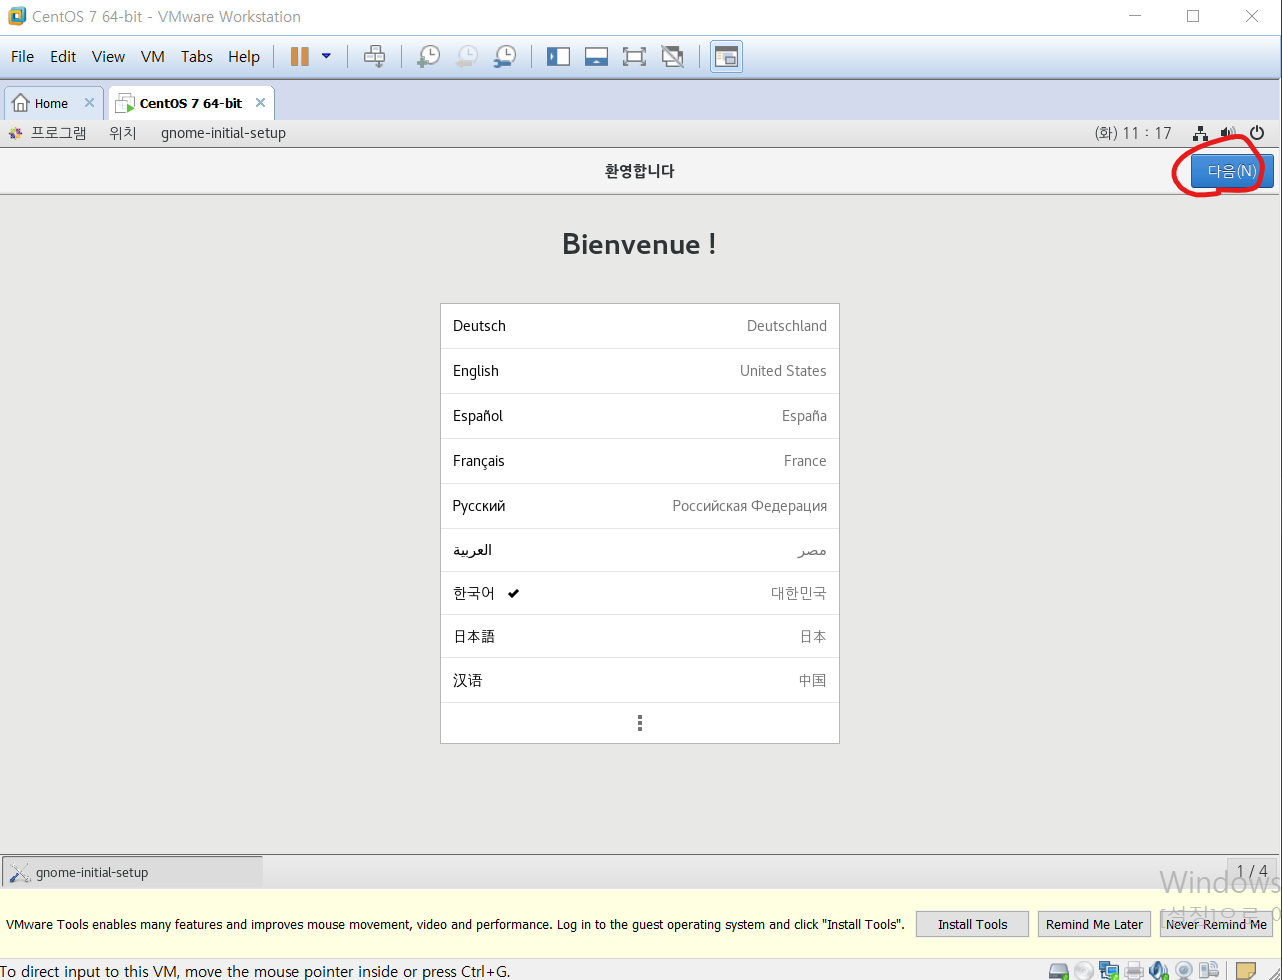 CentOS 7 64-bit - VMware Workstation
File Edit View VM Tabs Help
Home CentOS 7 64-bit
프로그램 위치 gnome-initial-setup (화) 11 : 17
환영합니다 다음(N)
Bienvenue !
Deutsch Deutschland
English United States
Español España
Français France
Русский Российская Федерация
العربية مصر
한국어 대한민국
日本語 日本
汉语 中国
gnome-initial-setup 1 / 4
Windows
VMware Tools enables many features and improves mouse movement, video and performance. Log in to the guest operating system and click "Install Tools". Install Tools Remind Me Later Never Remind Me
[설정]으로
To direct input to this VM, move the mouse pointer inside or press Ctrl+G.